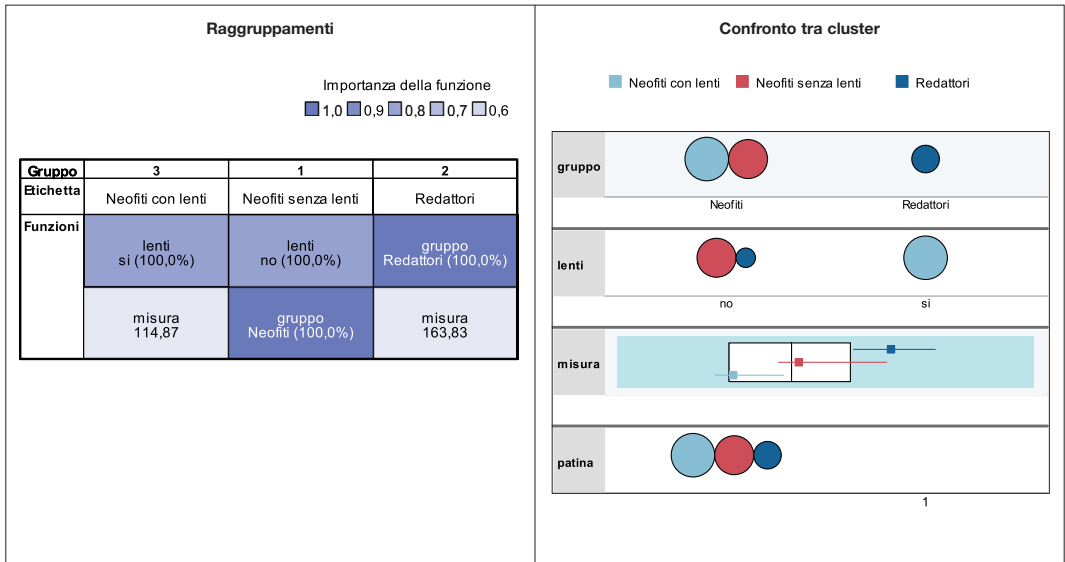 Raggruppamenti
Importanza della funzione
1,0 0,9 0,8 0,7 0,6
Gruppo 3 1 2
Etichetta Neofiti con lenti Neofiti senza lenti Redattori
Funzioni
lenti
si (100,0%)
lenti
no (100,0%)
gruppo
Redattori (100,0%)
misura
114,87
gruppo
Neofiti (100,0%)
misura
163,83
Confronto tra cluster
Neofiti con lenti Neofiti senza lenti Redattori
gruppo
Neofiti Redattori
lenti
no si
misura
patina
1